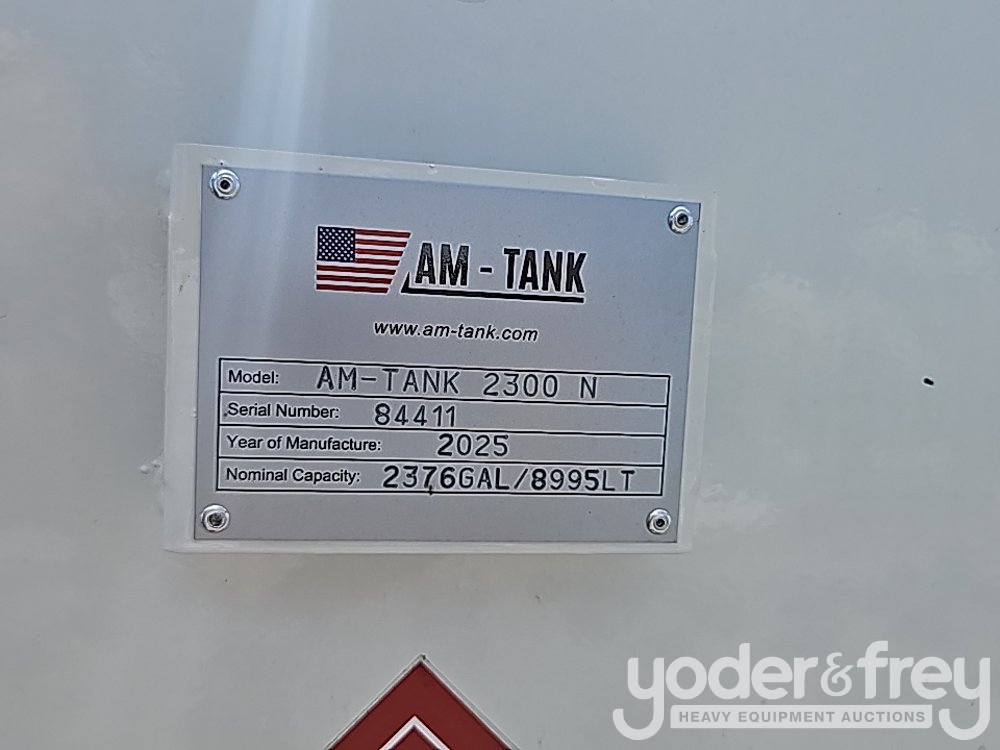 AM - TANK
www.am-tank.com
Model: AM-TANK 2300 N
Serial Number: 84411
Year of Manufacture: 2025
Nominal Capacity: 2376GAL/8995LT
yoder&frey
HEAVY EQUIPMENT AUCTIONS